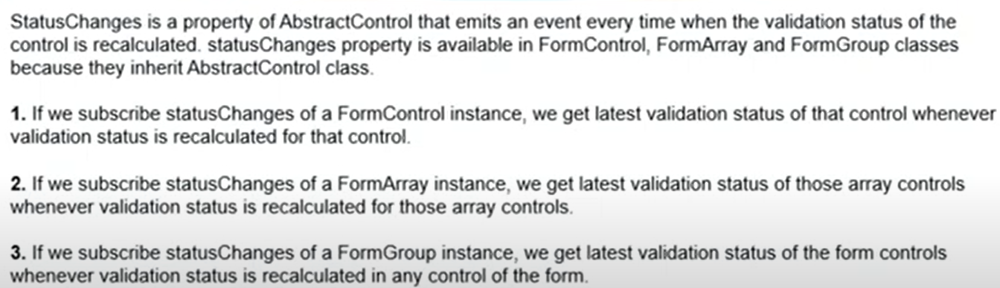 StatusChanges is a property of AbstractControl that emits an event every time when the validation status of the
control is recalculated. statusChanges property is available in FormControl, FormArray and FormGroup classes
because they inherit AbstractControl class.
1. If we subscribe statusChanges of a FormControl instance, we get latest validation status of that control whenever
validation status is recalculated for that control.
2. If we subscribe statusChanges of a FormArray instance, we get latest validation status of those array controls
whenever validation status is recalculated for those array controls.
3. If we subscribe statusChanges of a FormGroup instance, we get latest validation status of the form controls
whenever validation status is recalculated in any control of the form.